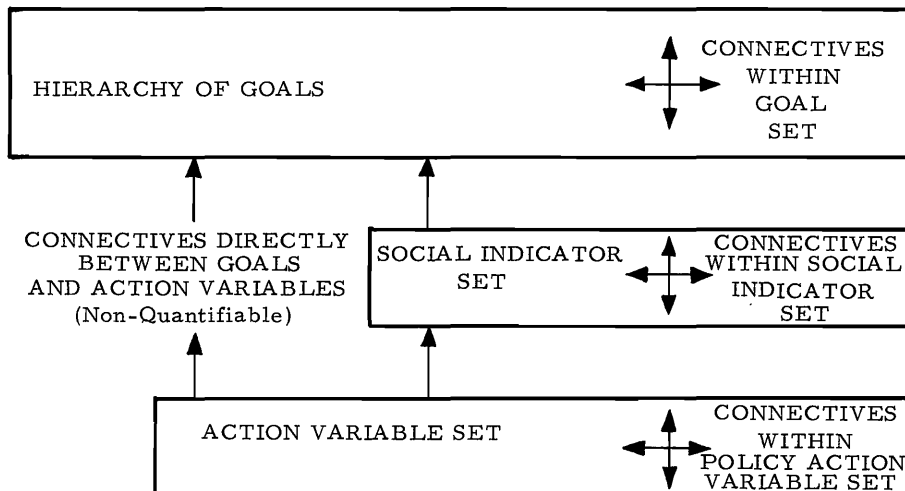 HIERARCHY OF GOALS
CONNECTIVES
WITHIN
GOAL
SET
CONNECTIVES DIRECTLY
BETWEEN GOALS
AND ACTION VARIABLES
(Non-Quantifiable)
SOCIAL INDICATOR
SET
CONNECTIVES
WITHIN SOCIAL
INDICATOR
SET
ACTION VARIABLE SET
CONNECTIVES
WITHIN
POLICY ACTION
VARIABLE SET